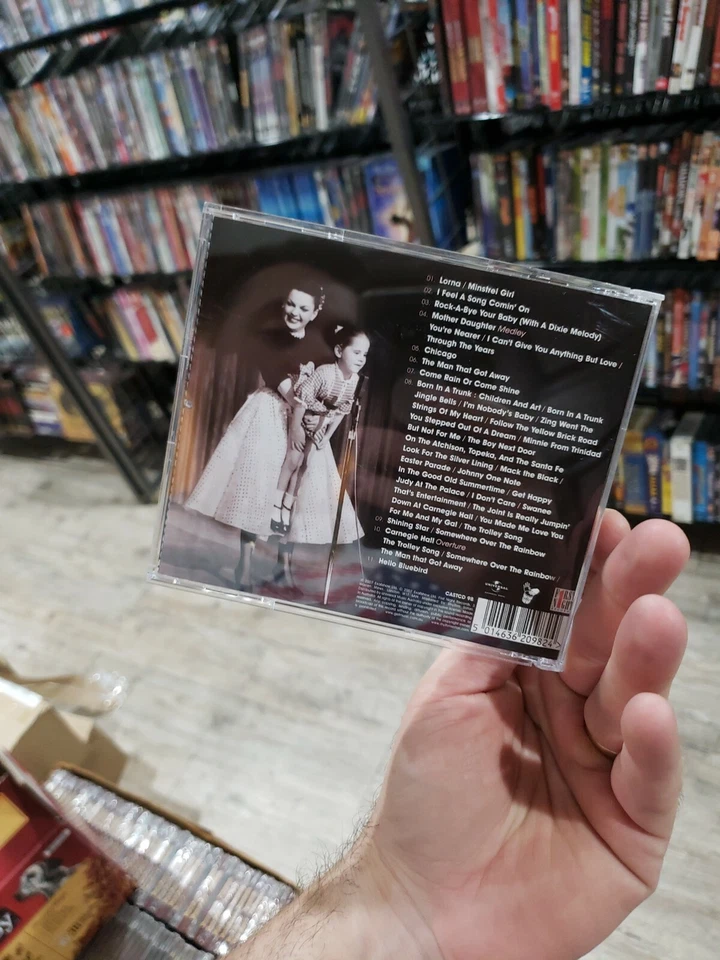 01 Lorna / Minstrel Girl
02. I Feel A Song Comin' On
03. Rock-A-Bye Your Baby (With A Dixie Melody)
04. Mother Daughter Medley
You're Nearer / I Can't Give You Anything But Love /
Through The Years
05. Chicago
06. The Man That Got Away
07. Come Rain Or Come Shine
08. Born In A Trunk : Children And Art / Born In A Trunk
Jingle Bells / I'm Nobody's Baby / Zing Went The
Strings Of My Heart / Follow The Yellow Brick Road
You Stepped Out Of A Dream / Minnie From Trinidad
But Not For Me / The Boy Next Door
On The Atchison, Topeka, And The Santa Fe
Look For The Silver Lining / Mack the Black /
Easter Parade / Johnny One Note
In The Good Old Summertime / Get Happy
Judy At The Palace / I Don't Care / Swanee
That's Entertainment / The Joint Is Really Jumpin'
Down At Carnegie Hall / You Made Me Love You
For Me And My Gal / The Trolley Song
09. Shining Star / Somewhere Over The Rainbow
10. Carnegie Hall Overture
The Trolley Song / Somewhere Over The Rainbow /
The Man that Got Away
11. Hello Bluebird
CASTCD 98
UNIVERSAL
5 014636 209824